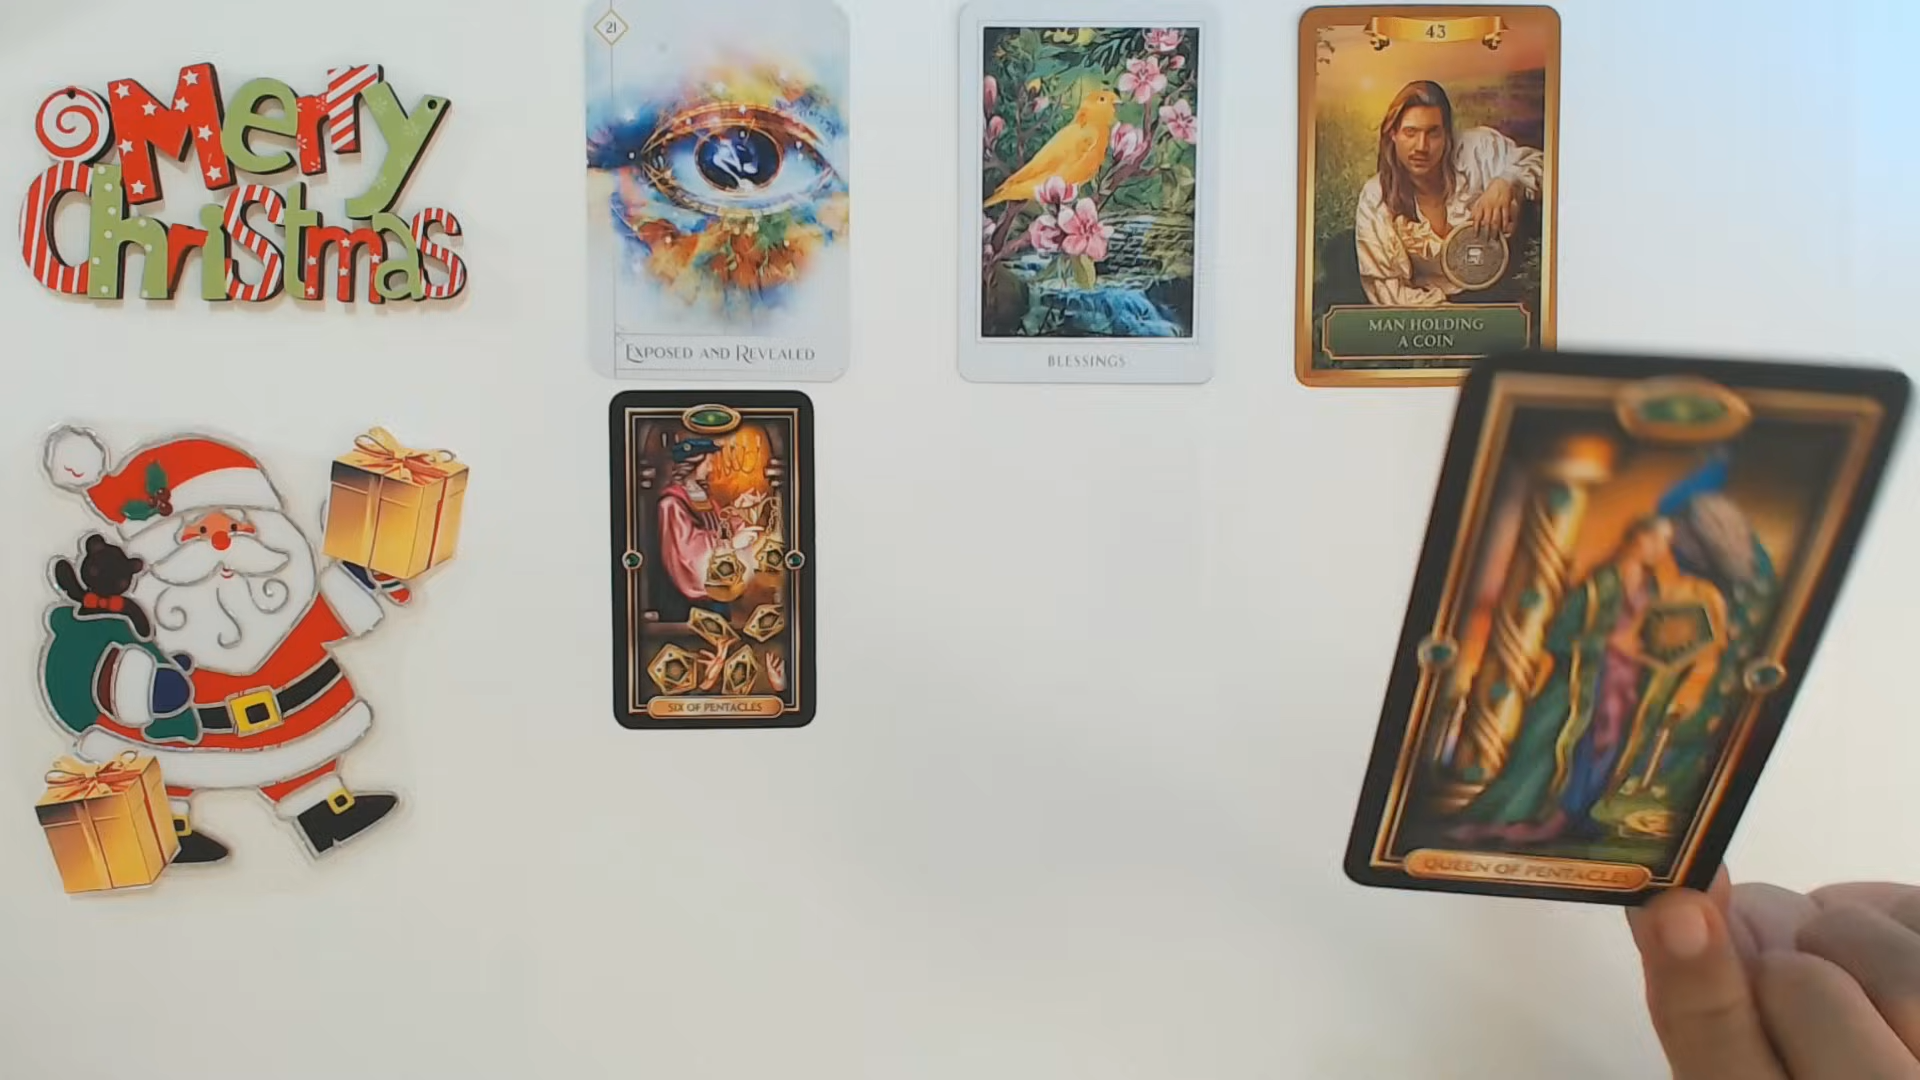 Merry
Christmas
21
EXPOSED AND REVEALED
BLESSINGS
43
MAN HOLDING
A COIN
SIX OF PENTACLES
QUEEN OF PENTACLES